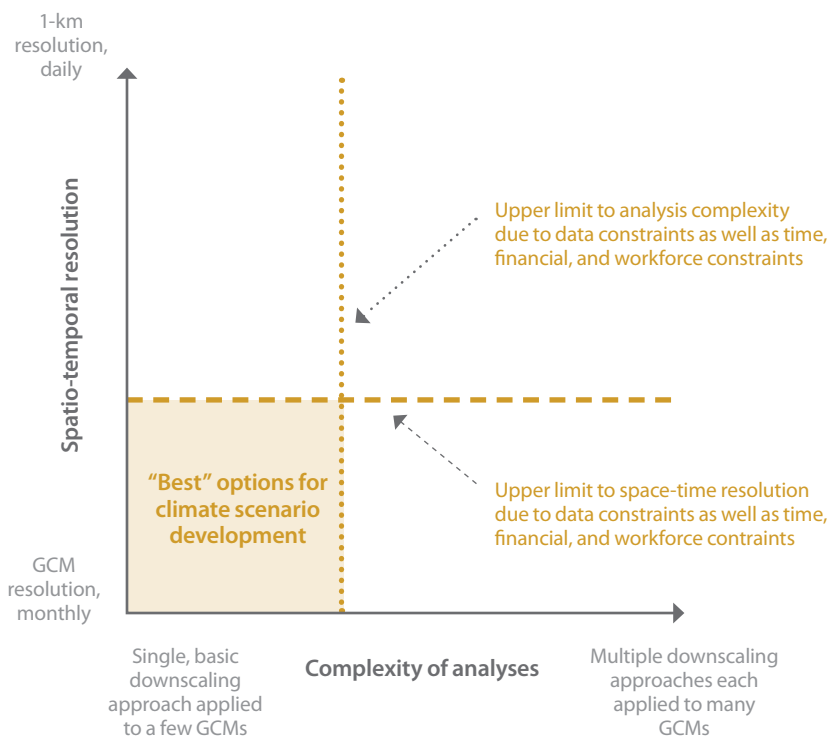 1-km
resolution,
daily
Spatio-temporal resolution
Upper limit to analysis complexity
due to data constraints as well as time,
financial, and workforce constraints
"Best" options for
climate scenario
development
Upper limit to space-time resolution
due to data constraints as well as time,
financial, and workforce contraints
GCM
resolution,
monthly
Single, basic
downscaling
approach applied
to a few GCMs
Complexity of analyses
Multiple downscaling
approaches each
applied to many
GCMs